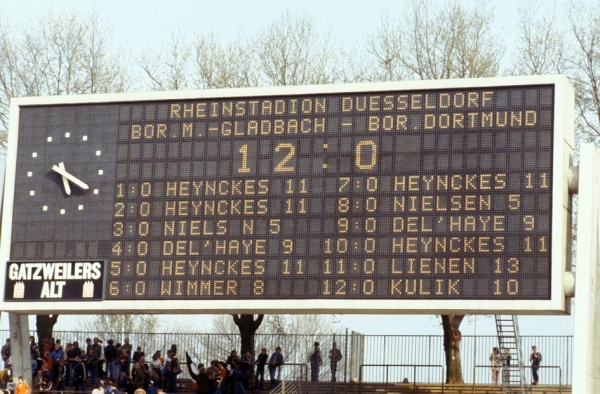 RHEINSTADION DUESSELDORF
BOR.M.-GLADBACH - BOR.DORTMUND
12:0
1:0 HEYNCKES 11 7:0 HEYNCKES 11
2:0 HEYNCKES 11 8:0 NIELSEN 5
3:0 NIELS N 5 9:0 DEL'HAYE 9
4:0 DEL'HAYE 9 10:0 HEYNCKES 11
5:0 HEYNCKES 11 11:0 LIENEN 13
6:0 WIMMER 8 12:0 KULIK 10
GATZWEILERS
ALT